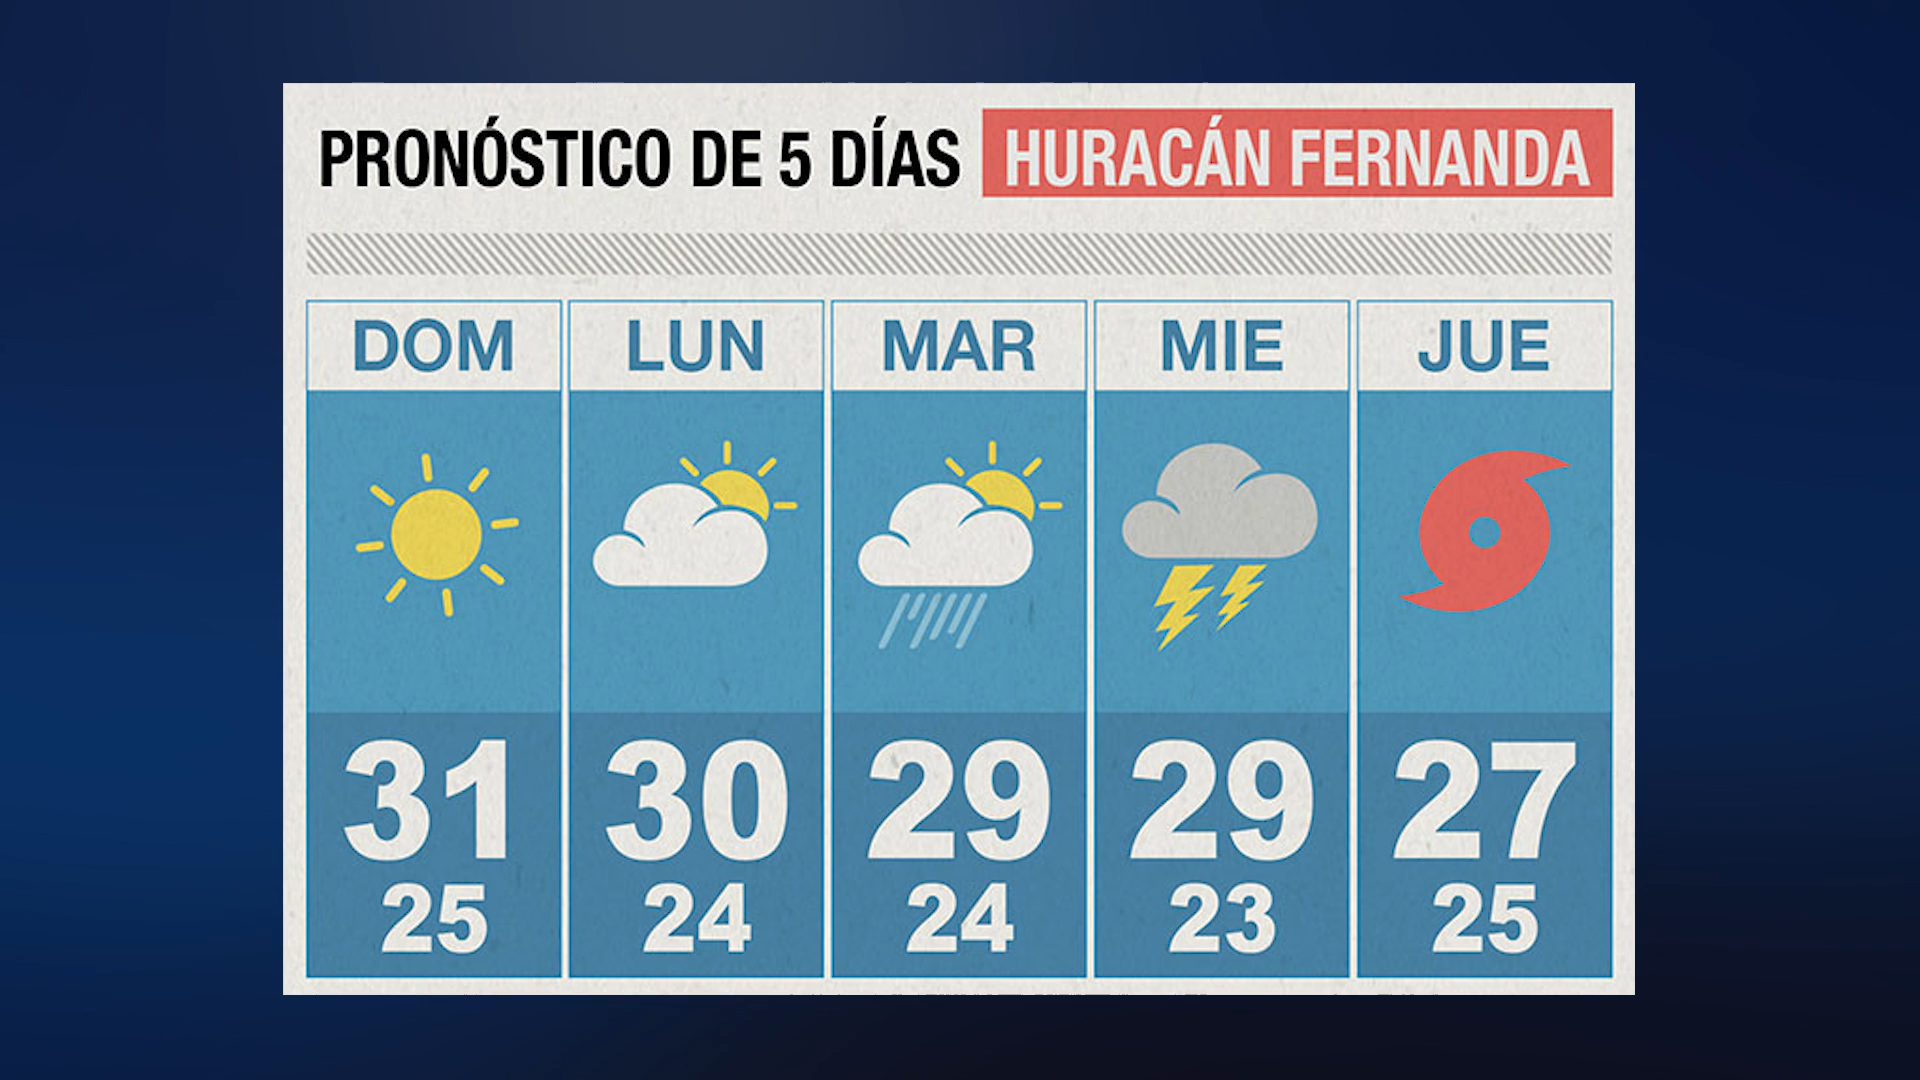 PRONÓSTICO DE 5 DÍAS HURACÁN FERNANDA
DOM LUN MAR MIE JUE
31 30 29 29 27
25 24 24 23 25